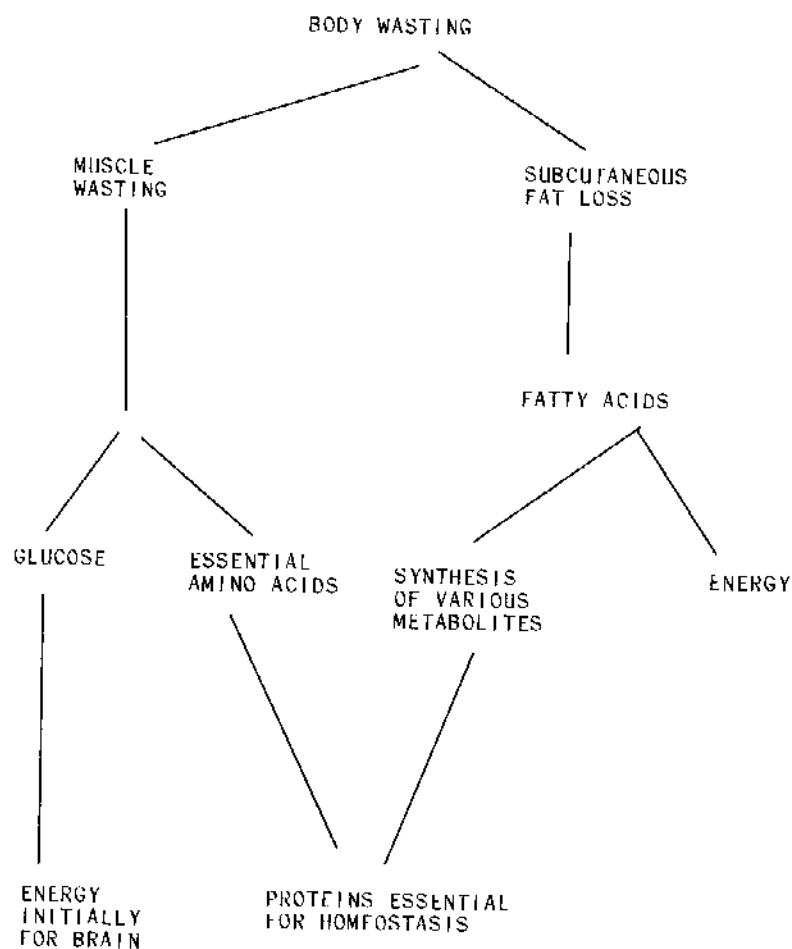 BODY WASTING
MUSCLE
WASTING
SUBCUTANEOUS
FAT LOSS
FATTY ACIDS
GLUCOSE
ESSENTIAL
AMINO ACIDS
SYNTHESIS
OF VARIOUS
METABOLITES
ENERGY
ENERGY
INITIALLY
FOR BRAIN
PROTEINS ESSENTIAL
FOR HOMEOSTASIS